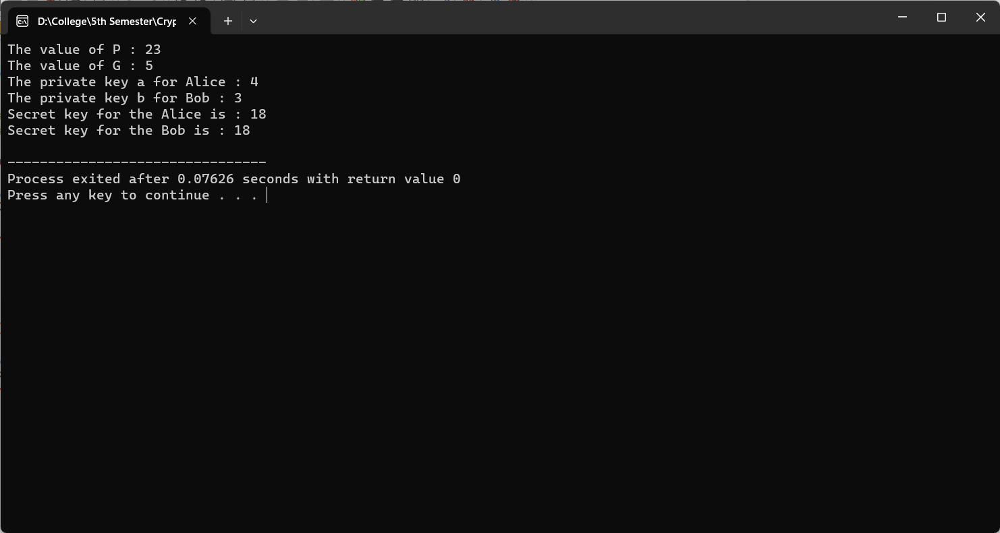 D:\College\5th Semester\Cryp
The value of P : 23
The value of G : 5
The private key a for Alice : 4
The private key b for Bob : 3
Secret key for the Alice is : 18
Secret key for the Bob is : 18
--------------------------------
Process exited after 0.07626 seconds with return value 0
Press any key to continue . . .